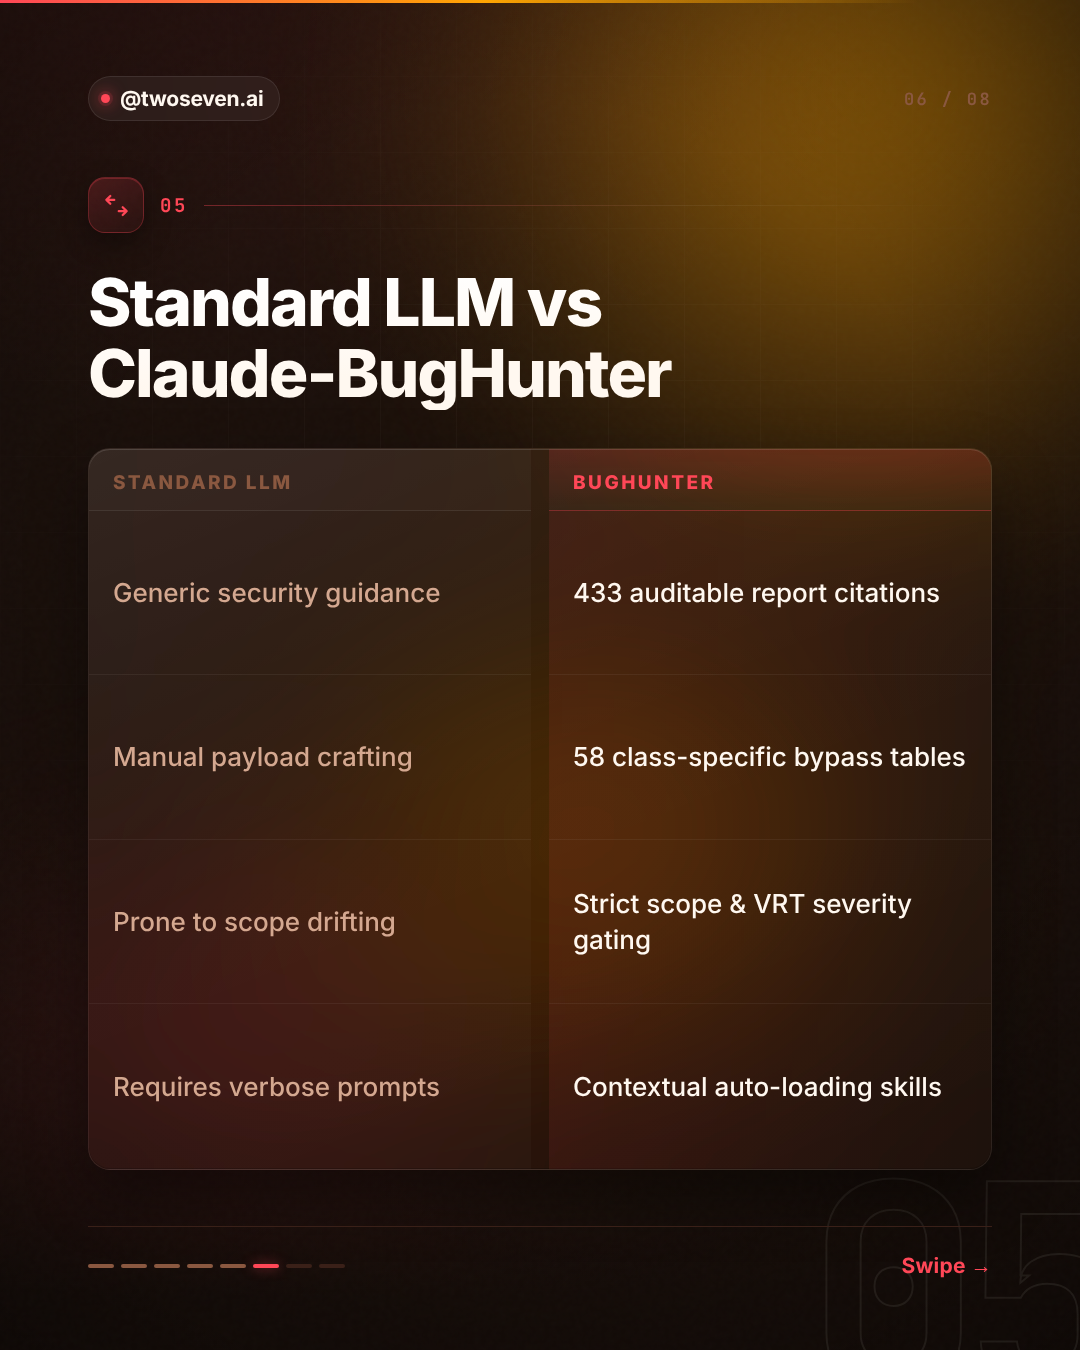 @twoseven.ai
06 / 08
05
Standard LLM vs
Claude-BugHunter
STANDARD LLM
BUGHUNTER
Generic security guidance
433 auditable report citations
Manual payload crafting
58 class-specific bypass tables
Prone to scope drifting
Strict scope & VRT severity
gating
Requires verbose prompts
Contextual auto-loading skills
Swipe →
05